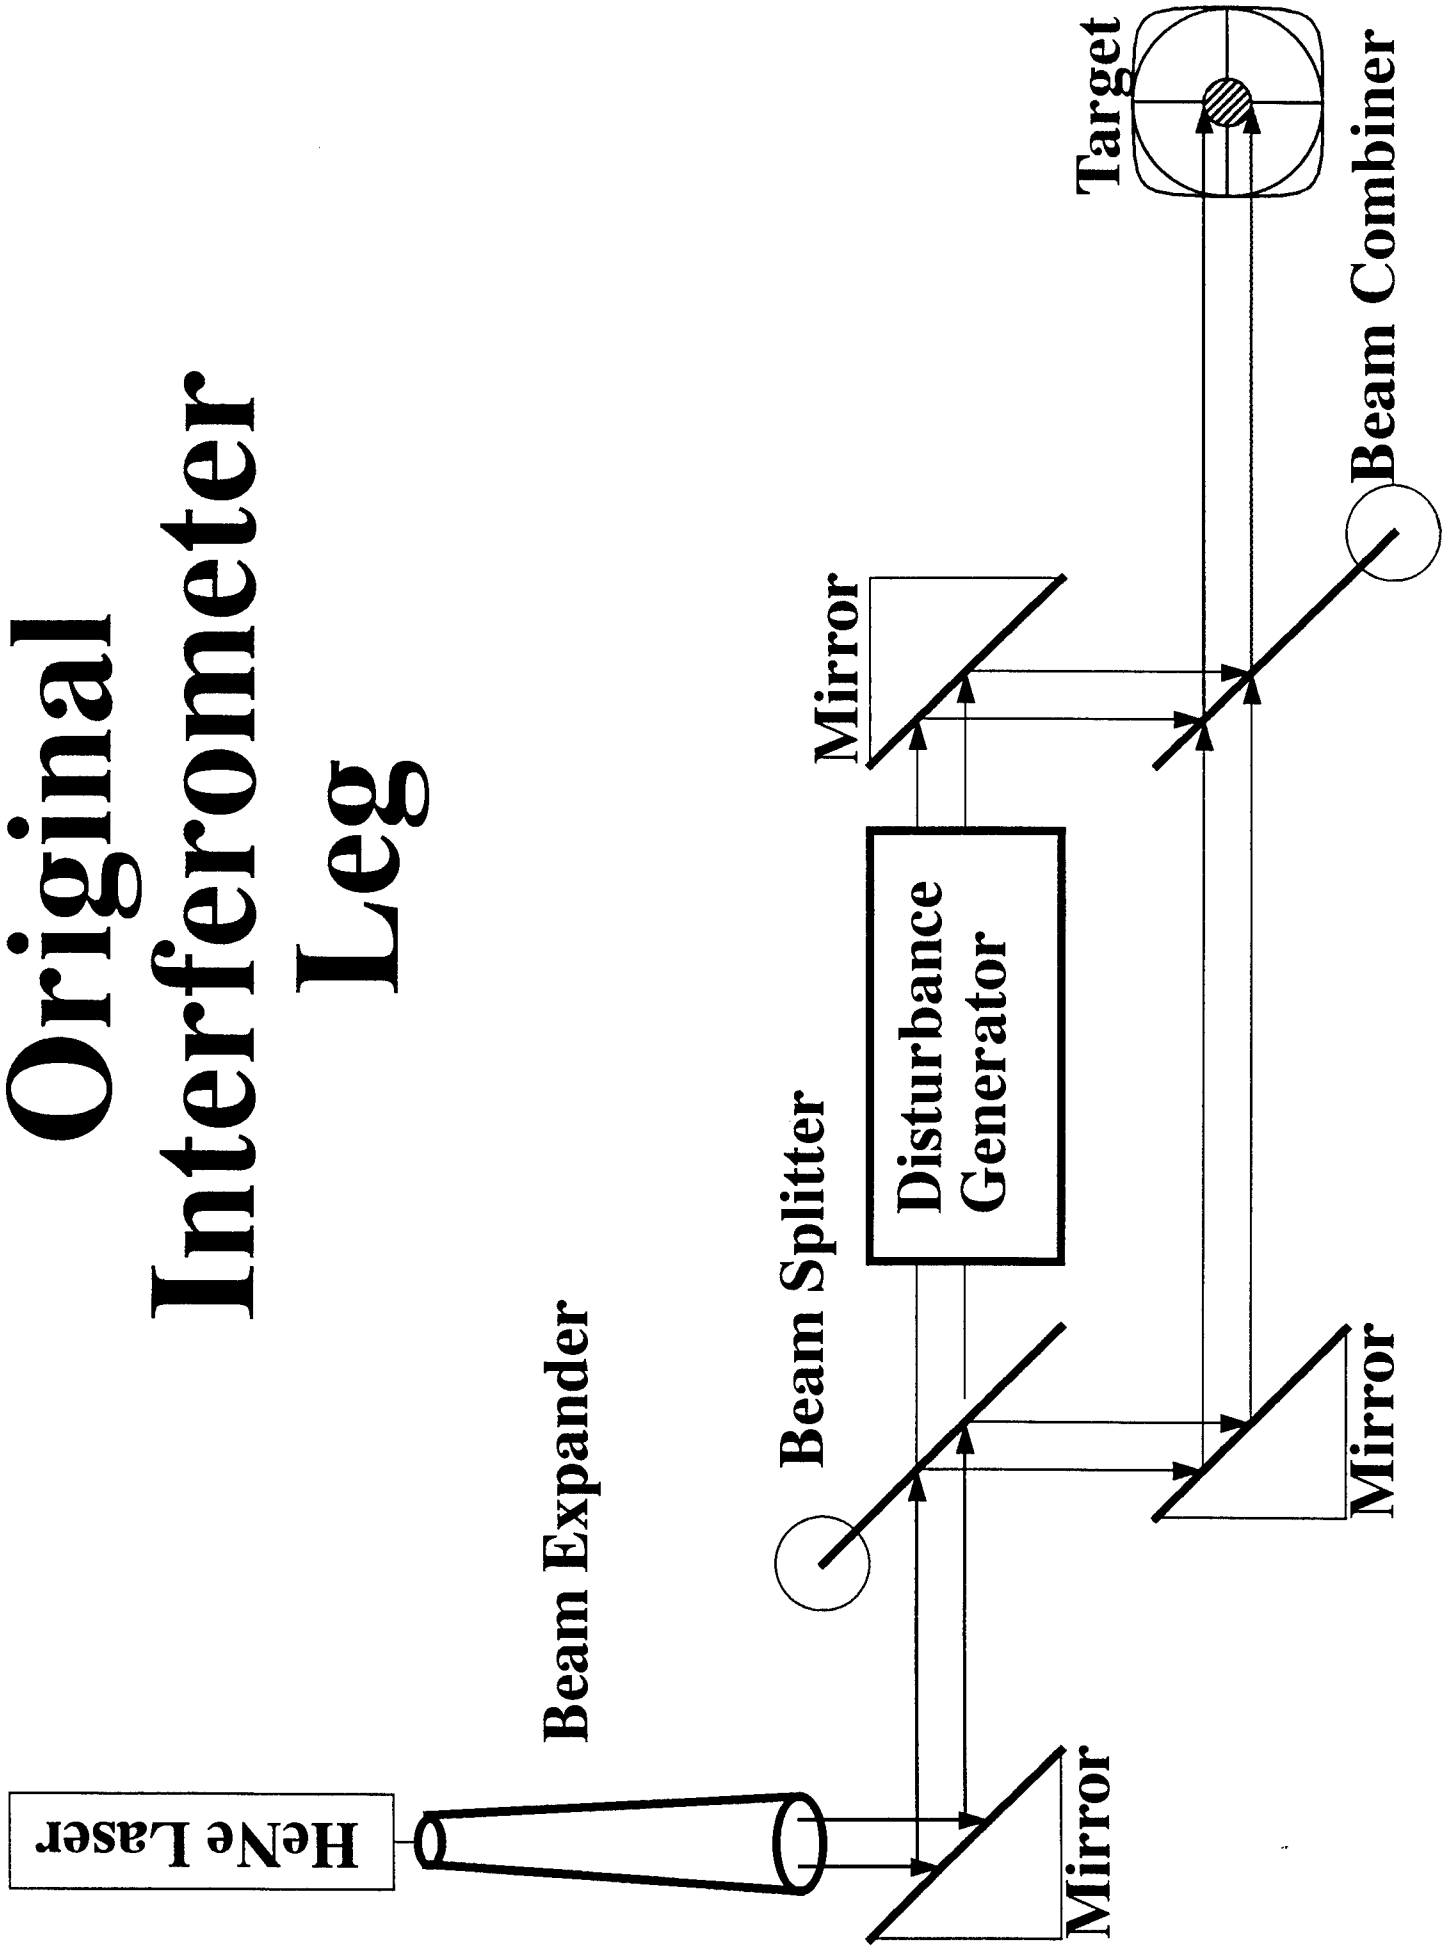 Original
Interferometer
Leg
HeNe Laser
Beam Expander
Mirror
Beam Splitter
Disturbance
Generator
Mirror
Mirror
Target
Beam Combiner